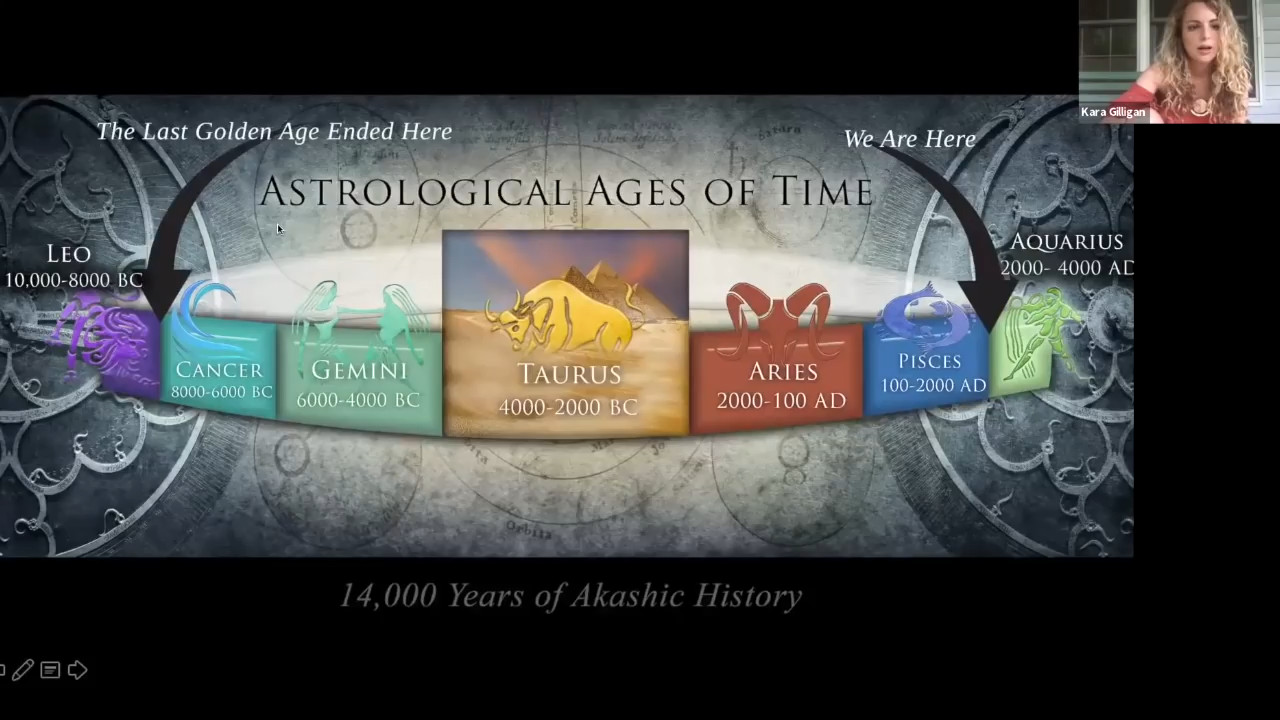 Kara Gilligan
The Last Golden Age Ended Here
We Are Here
ASTROLOGICAL AGES OF TIME
LEO
10,000-8000 BC
AQUARIUS
2000- 4000 AD
CANCER
8000-6000 BC
GEMINI
6000-4000 BC
TAURUS
4000-2000 BC
ARIES
2000-100 AD
PISCES
100-2000 AD
Orbita
14,000 Years of Akashic History